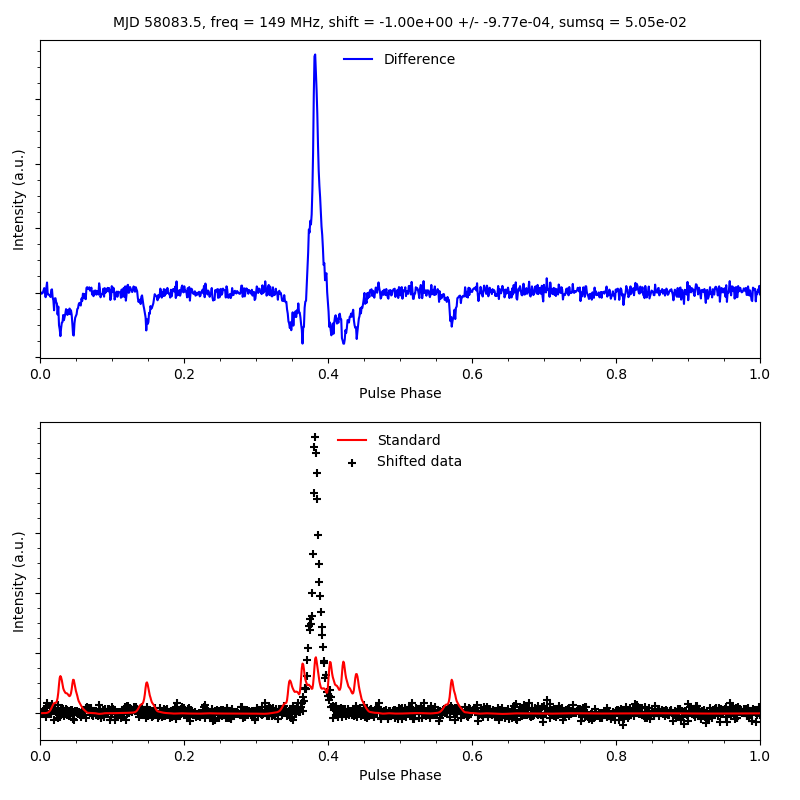 MJD 58083.5, freq = 149 MHz, shift = -1.00e+00 +/- -9.77e-04, sumsq = 5.05e-02
Difference
Intensity (a.u.)
0.0 0.2 0.4 0.6 0.8 1.0
Pulse Phase
Standard
Shifted data
Intensity (a.u.)
0.0 0.2 0.4 0.6 0.8 1.0
Pulse Phase